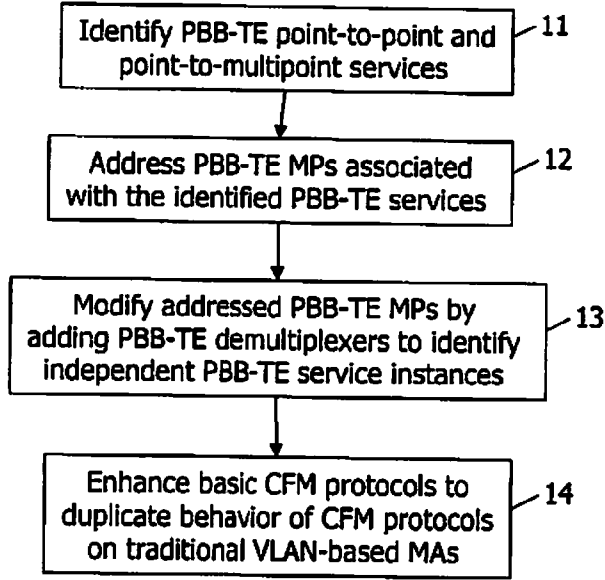 Identify PBB-TE point-to-point and
point-to-multipoint services
11
Address PBB-TE MPs associated
with the identified PBB-TE services
12
Modify addressed PBB-TE MPs by
adding PBB-TE demultiplexers to identify
independent PBB-TE service instances
13
Enhance basic CFM protocols to
duplicate behavior of CFM protocols
on traditional VLAN-based MAs
14